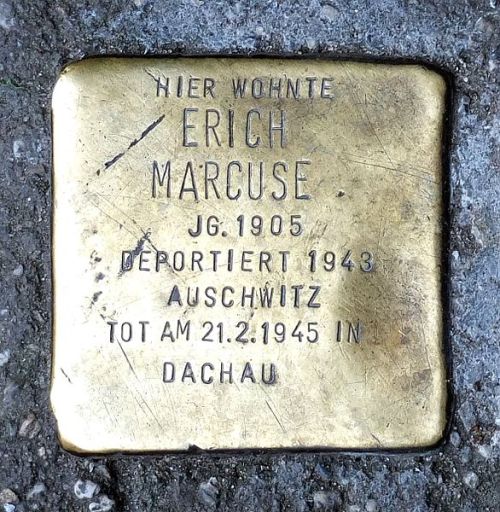 HIER WOHNTE
ERICH
MARCUSE
JG. 1905
DEPORTIERT 1943
AUSCHWITZ
TOT AM 21.2.1945 IN
DACHAU